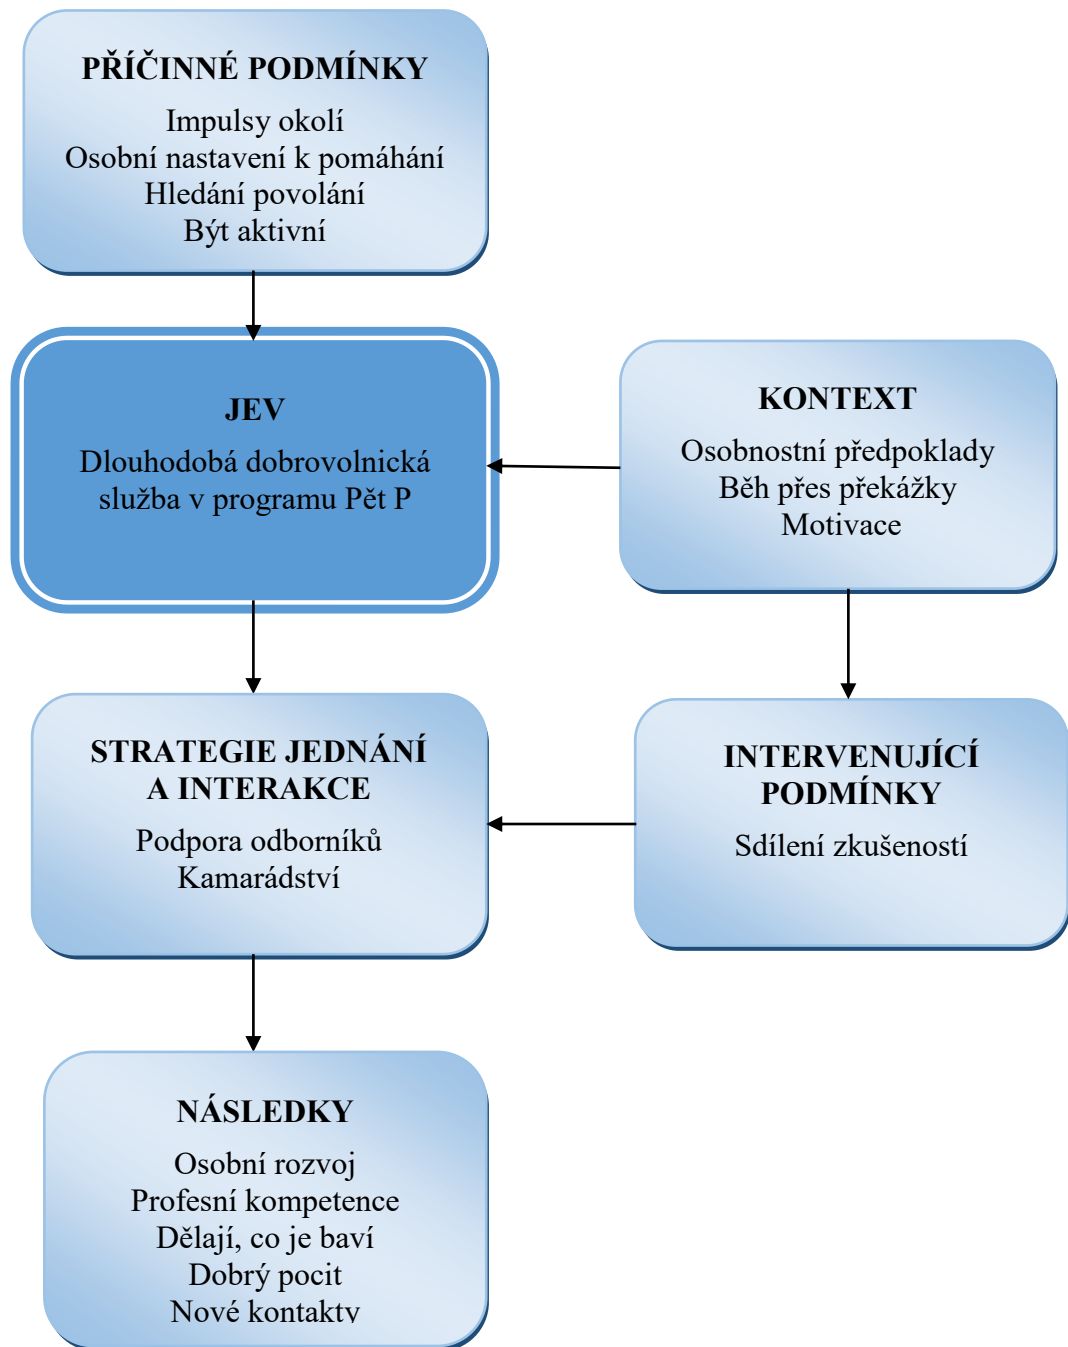 PŘÍČINNÉ PODMÍNKY
Impulsy okolí
Osobní nastavení k pomáhání
Hledání povolání
Být aktivní
JEV
Dlouhodobá dobrovolnická
služba v programu Pět P
KONTEXT
Osobnostní předpoklady
Běh přes překážky
Motivace
STRATEGIE JEDNÁNÍ
A INTERAKCE
Podpora odborníků
Kamarádství
INTERVENUJÍCÍ
PODMÍNKY
Sdílení zkušeností
NÁSLEDKY
Osobní rozvoj
Profesní kompetence
Dělají, co je baví
Dobrý pocit
Nové kontakty